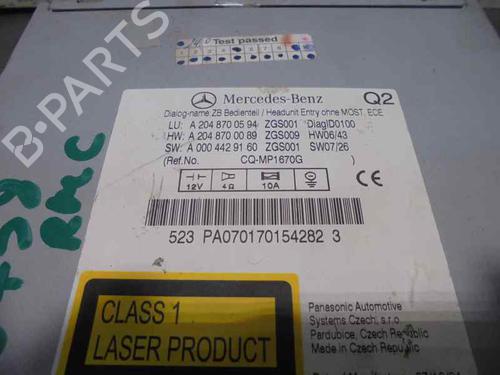 Test passed
Mercedes-Benz
Q2
Dialog-name: ZB Bedienteil / Headunit Entry ohne MOST, ECE
LU: A 204 870 05 94 ZGS001 DiagID0100
HW: A 204 870 00 89 ZGS009 HW06/43
SW: A 000 442 91 60 ZGS001 SW07/26
(Ref.No. CQ-MP1670G )
12V 4Ω 10A CE
523 PA070170154282 3
CLASS 1
LASER PRODUCT
Panasonic Automotive
Systems Czech, s.r.o.
Pardubice, Czech Republic
Made in Czech Republic
B-PARTS
RMC